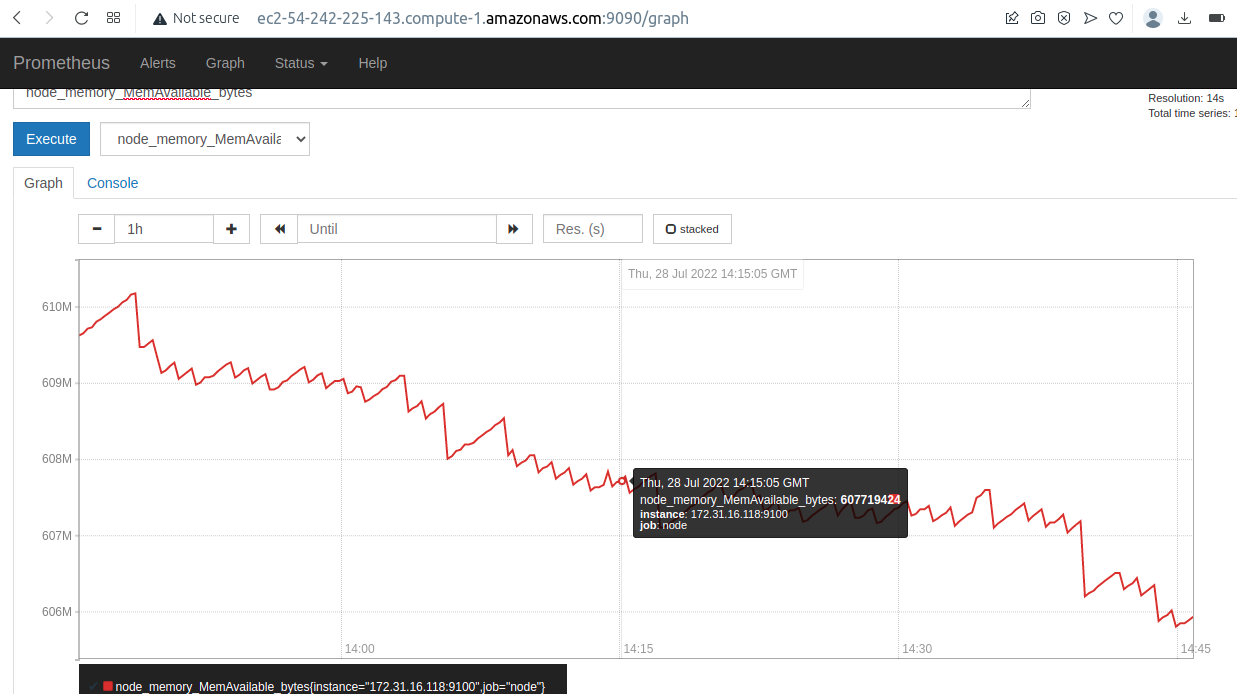 Not secure ec2-54-242-225-143.compute-1.amazonaws.com:9090/graph
Prometheus Alerts Graph Status Help
node_memory_MemAvailable_bytes
Resolution: 14s
Total time series: 1
Execute node_memory_MemAvaila
Graph Console
1h Until Res. (s) stacked
Thu, 28 Jul 2022 14:15:05 GMT
610M
609M
608M
Thu, 28 Jul 2022 14:15:05 GMT
node_memory_MemAvailable_bytes: 607719424
instance: 172.31.16.118:9100
job: node
607M
606M
14:00 14:15 14:30 14:45
node_memory_MemAvailable_bytes{instance="172.31.16.118:9100",job="node"}